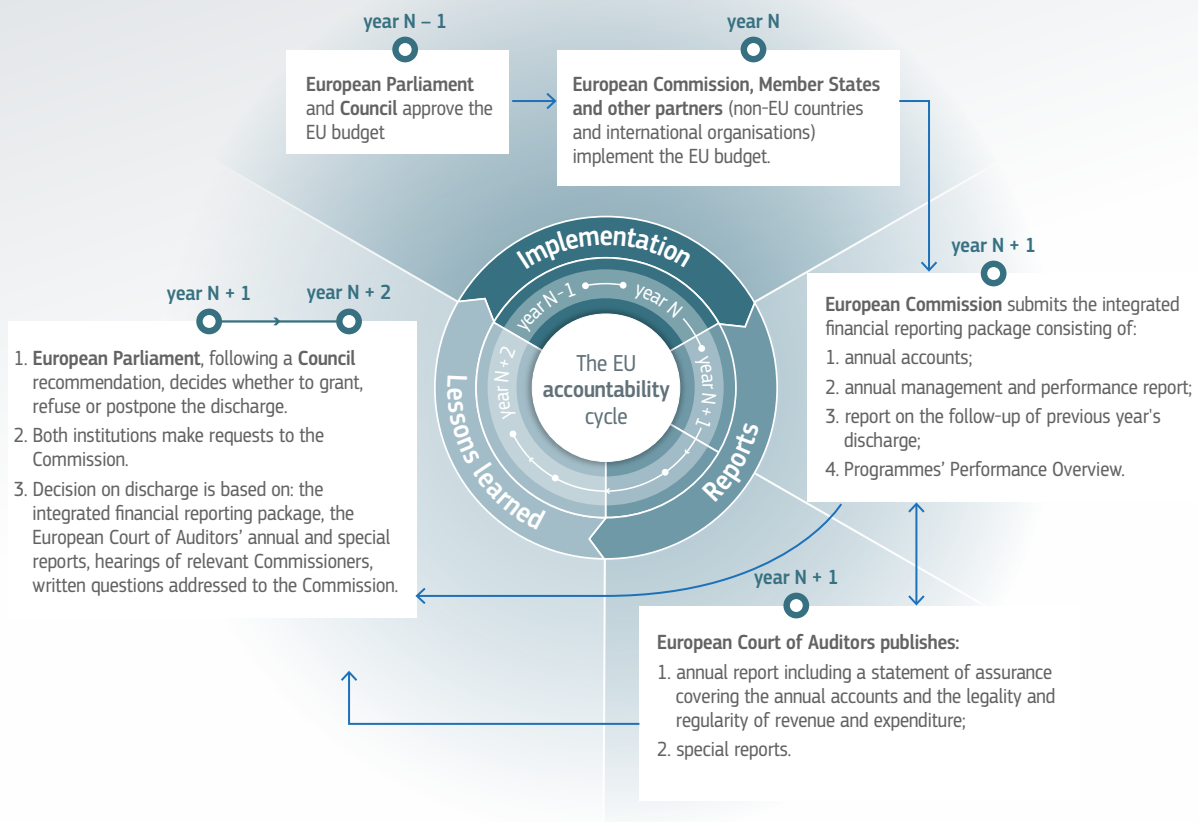 year N – 1
European Parliament
and Council approve the
EU budget
year N
European Commission, Member States
and other partners (non-EU countries
and international organisations)
implement the EU budget.
year N + 1
European Commission submits the integrated
financial reporting package consisting of:
1. annual accounts;
2. annual management and performance report;
3. report on the follow-up of previous year's
discharge;
4. Programmes' Performance Overview.
year N + 1
European Court of Auditors publishes:
1. annual report including a statement of assurance
covering the annual accounts and the legality and
regularity of revenue and expenditure;
2. special reports.
year N + 1
year N + 2
1. European Parliament, following a Council
recommendation, decides whether to grant,
refuse or postpone the discharge.
2. Both institutions make requests to the
Commission.
3. Decision on discharge is based on: the
integrated financial reporting package, the
European Court of Auditors' annual and special
reports, hearings of relevant Commissioners,
written questions addressed to the Commission.
Implementation
Reports
Lessons learned
year N-1
year N
year N+1
year N+2
The EU
accountability
cycle